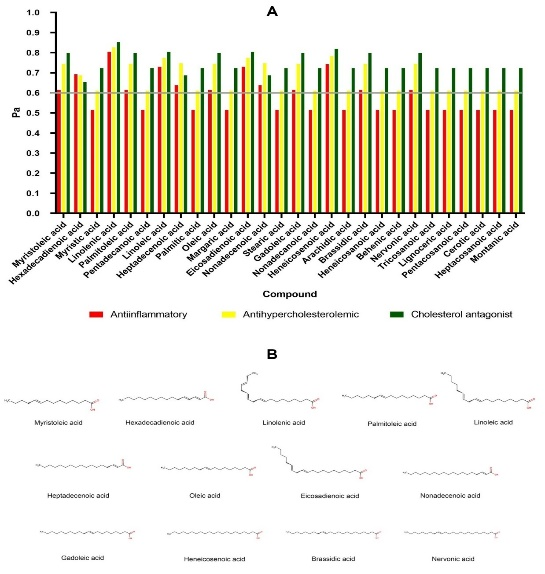 A
1.0
0.9
0.8
0.7
0.6
0.5
0.4
0.3
0.2
0.1
0.0
Pa
Myristoleic acid
Hexadecadienoic acid
Myristic acid
Linolenic acid
Palmitoleic acid
Pentadecanoic acid
Linoleic acid
Heptadecenoic acid
Palmitic acid
Oleic acid
Margaric acid
Eicosadienoic acid
Nonadecenoic acid
Stearic acid
Gadoleic acid
Nonadecanoic acid
Heneicosenoic acid
Arachidic acid
Brassidic acid
Heneicosanoic acid
Behenic acid
Nervonic acid
Tricosanoic acid
Lignoceric acid
Pentacosanoic acid
Cerotic acid
Heptacosanoic acid
Montanic acid
Compound
Antiinflammatory Antihypercholesterolemic Cholesterol antagonist
B
Myristoleic acid Hexadecadienoic acid Linolenic acid Palmitoleic acid Linoleic acid
Heptadecenoic acid Oleic acid Eicosadienoic acid Nonadecenoic acid
Gadoleic acid Heneicosenoic acid Brassidic acid Nervonic acid